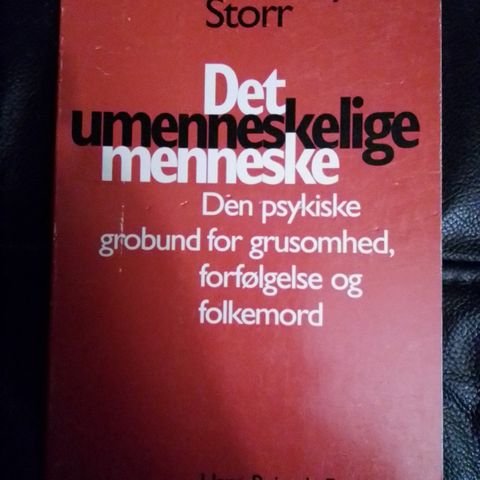 Storr
Det
umenneskelige
menneske
Den psykiske
grobund for grusomhed,
forfølgelse og
folkemord